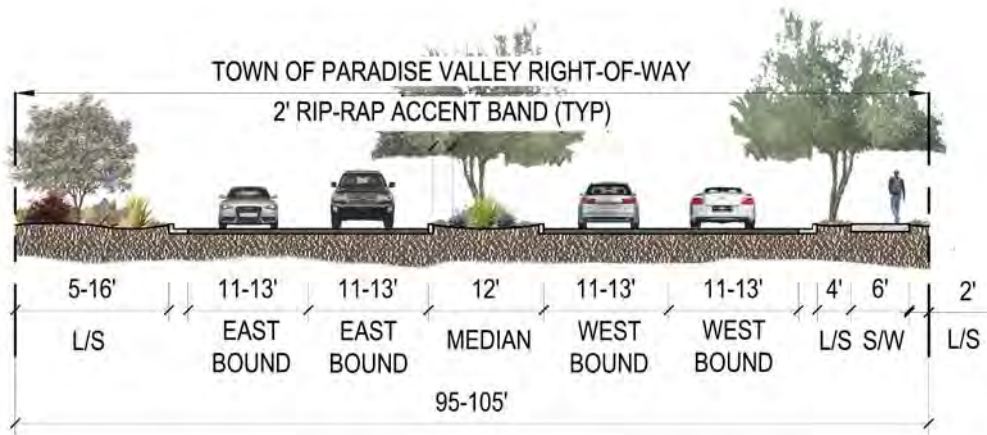 TOWN OF PARADISE VALLEY RIGHT-OF-WAY
2' RIP-RAP ACCENT BAND (TYP)
5-16' 11-13' 11-13' 12' 11-13' 11-13' 4' 6' 2'
L/S EAST BOUND EAST BOUND MEDIAN WEST BOUND WEST BOUND L/S S/W L/S
95-105'